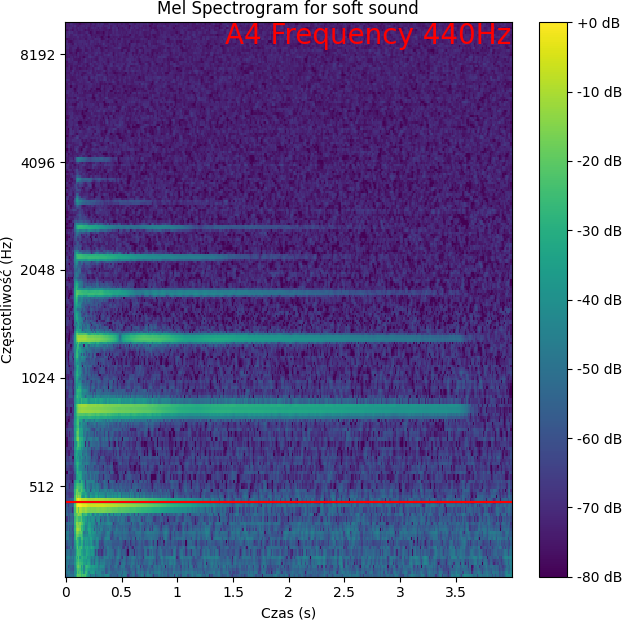 Mel Spectrogram for soft sound
A4 Frequency 440Hz
8192
4096
2048
1024
512
Częstotliwość (Hz)
0
0.5
1
1.5
2
2.5
3
3.5
Czas (s)
+0 dB
-10 dB
-20 dB
-30 dB
-40 dB
-50 dB
-60 dB
-70 dB
-80 dB